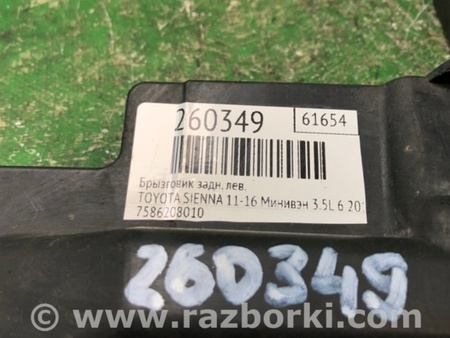 260349
61654
Брызговик задн. лев.
TOYOTA SIENNA 11-16 Минивэн 3.5L 6 20
7586208010
260349
© www.razborki.com